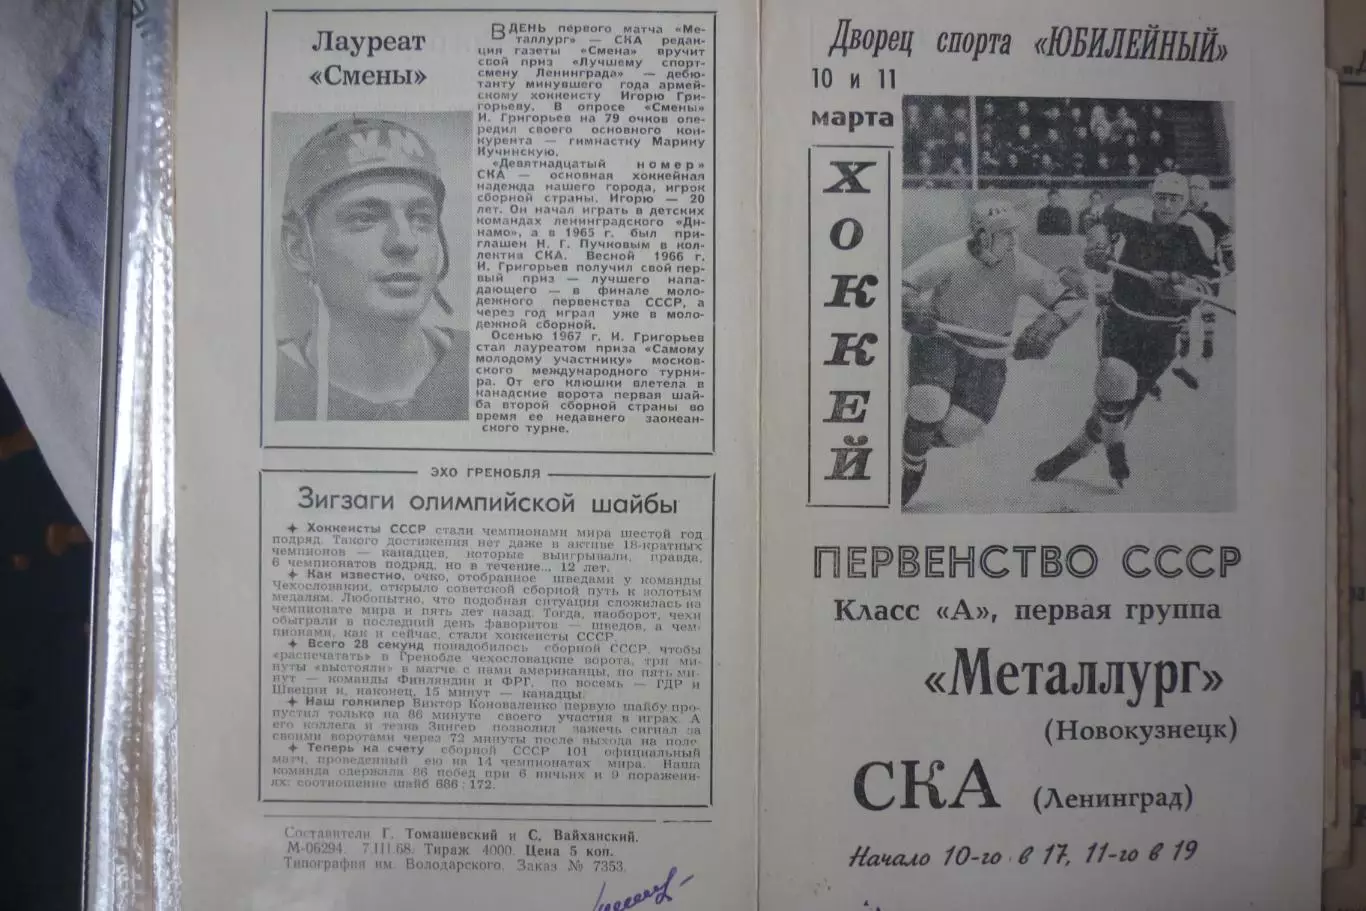 Лауреат
«Смены»
В ДЕНЬ первого матча «Ме-
таллург» — СКА редак-
ция газеты «Смена» вручит
свой приз «Лучшему спорт-
смену Ленинграда» — дебю-
танту минувшего года армей-
скому хоккеисту Игорю Гри-
горьеву. В опросе «Смены»
И. Григорьев на 79 очков опе-
редил своего основного кон-
курента — гимнастку Марину
Кучинскую.
«Девятнадцатый номер»
СКА — основная хоккейная
надежда нашего города, игрок
сборной страны. Игорю — 20
лет. Он начал играть в детских
командах ленинградского «Ди-
намо», а в 1965 г. был при-
глашен Н. Г. Пучковым в кол-
лектив СКА. Весной 1966 г.
И. Григорьев получил свой пер-
вый приз — лучшего напа-
дающего — в финале моло-
дежного первенства СССР, а
через год играл уже в моло-
дежной сборной.
Осенью 1967 г. И. Григорьев
стал лауреатом приза «Самому
молодому участнику» москов-
ского международного турни-
ра. От его клюшки влетела в
канадские ворота первая шай-
ба второй сборной страны во
время ее недавнего заокеан-
ского турне.
ЭХО ГРЕНОБЛЯ
Зигзаги олимпийской шайбы
Хоккеисты СССР стали чемпионами мира шестой год
подряд. Такого достижения нет даже в активе 18-кратных
чемпионов — канадцев, которые выигрывали, правда,
6 чемпионатов подряд, но в течение... 12 лет.
Как известно, очко, отобранное шведами у команды
Чехословакии, открыло советской сборной путь к золотым
медалям. Любопытно, что подобная ситуация сложилась на
чемпионате мира и пять лет назад. Тогда, наоборот, чехи
обыграли в последний день фаворитов — шведов, а чем-
пионами, как и сейчас, стали хоккеисты СССР.
Всего 28 секунд понадобилось сборной СССР, чтобы
«распечатать» в Гренобле чехословацкие ворота, три ми-
нуты «выстояли» в матче с нами американцы, по пять ми-
нут — команды Финляндии и ФРГ, по восемь — ГДР и
Швеции и, наконец, 15 минут — канадцы.
Наш голкипер Виктор Коноваленко первую шайбу про-
пустил только на 86 минуте своего участия в играх. А
его коллега и тезка Зингер позволил зажечь сигнал за
своими воротами через 72 минуты после выхода на поле.
Теперь на счету сборной СССР 101 официальный
матч, проведенный ею на 14 чемпионатах мира. Наша
команда одержала 86 побед при 6 ничьих и 9 поражени-
ях; соотношение шайб 686:172.
Составители Г. Томашевский и С. Вайханский.
М-06294. 7.III.68. Тираж 4000. Цена 5 коп.
Типография им. Володарского. Заказ № 7353.
Дворец спорта «ЮБИЛЕЙНЫЙ»
10 и 11
марта
ХОККЕЙ
ПЕРВЕНСТВО СССР
Класс «А», первая группа
«Металлург»
(Новокузнецк)
СКА (Ленинград)
Начало 10-го в 17, 11-го в 19